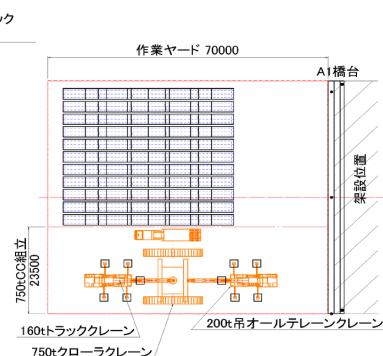 ック
作業ヤード 70000
A1橋台
架設位置
750tCC組立
23500
160tトラッククレーン
200t吊オールテレーンクレーン
750tクローラクレーン